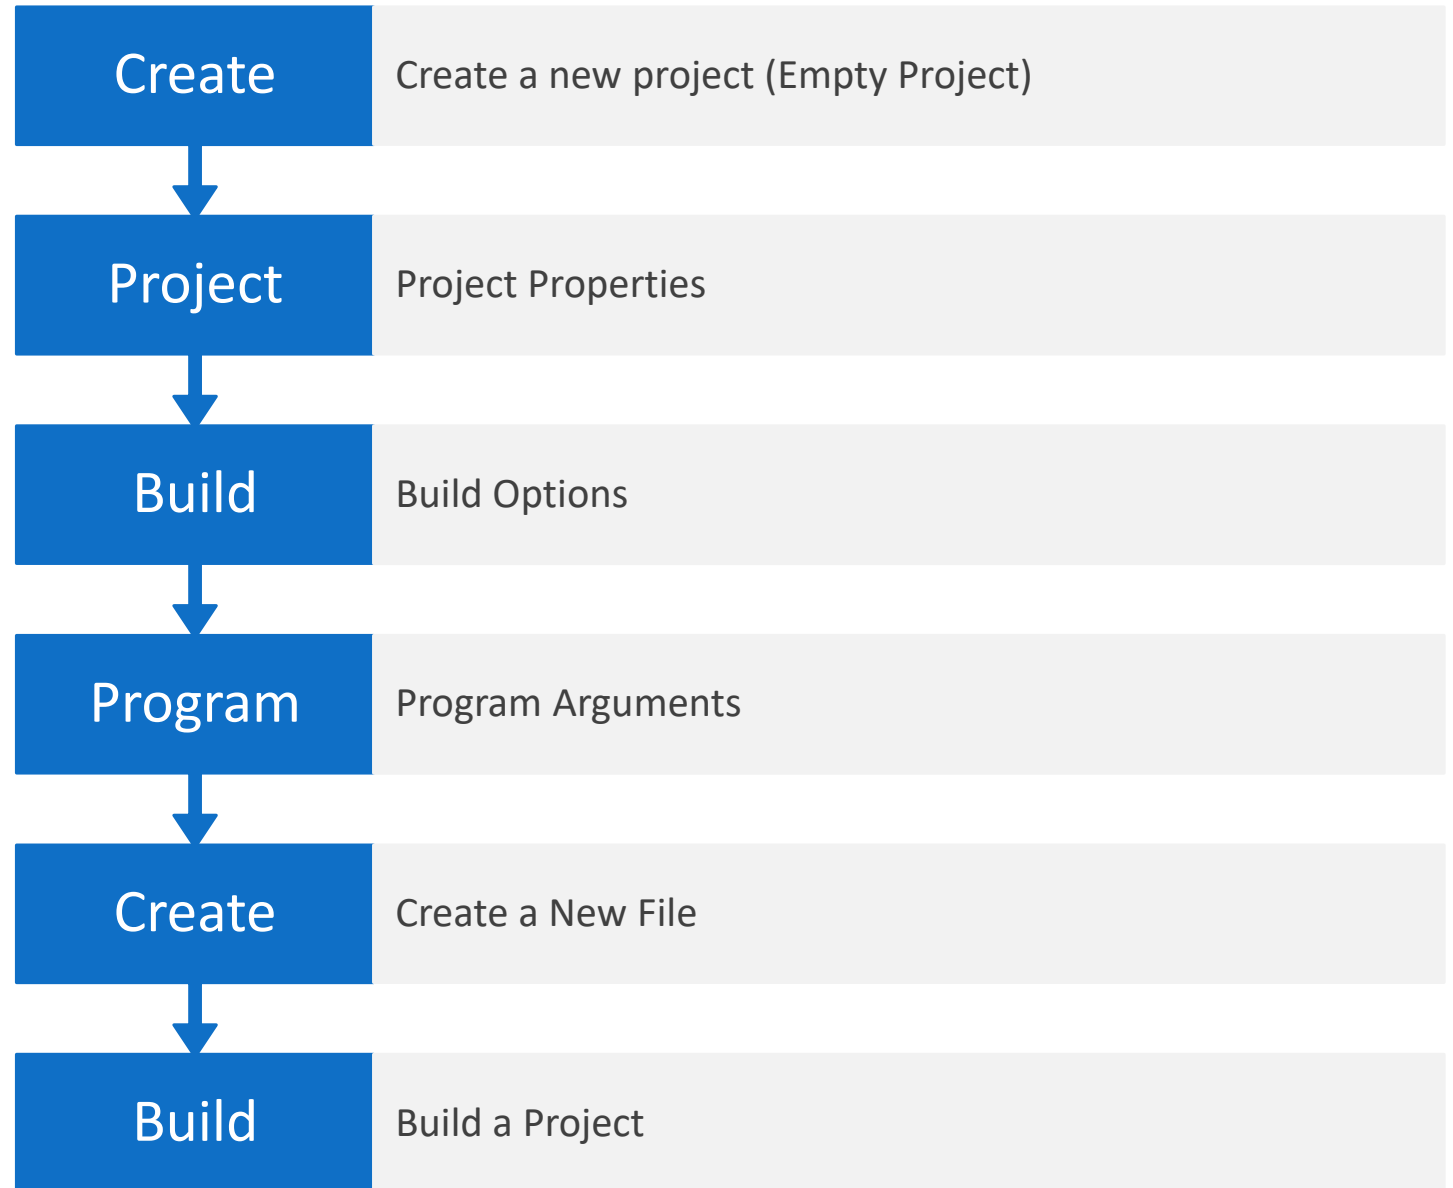 Create
Create a new project (Empty Project)
Project
Project Properties
Build
Build Options
Program
Program Arguments
Create
Create a New File
Build
Build a Project